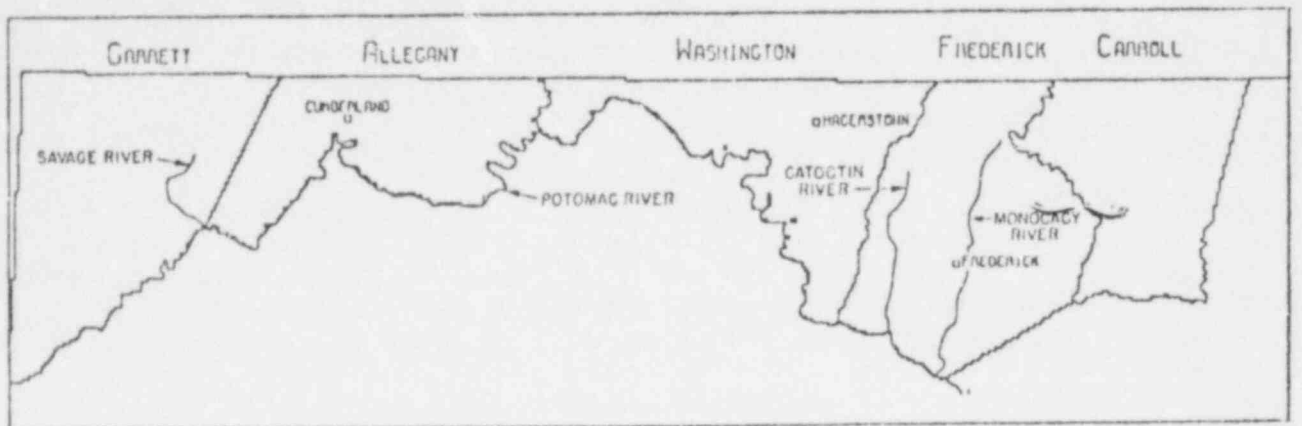 GARRETT ALLEGANY WASHINGTON FREDERICK CARROLL
CUMBERLAND
HAGERSTOWN
SAVAGE RIVER
CATOCTIN
RIVER
POTOMAC RIVER
MONOCACY
RIVER
FREDERICK